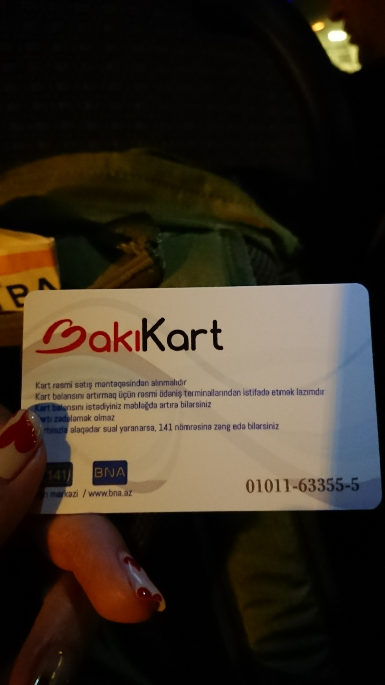 BakıKart
Kart rəsmi satış məntəqəsindən alınmalıdır
Kart balansını artırmaq üçün rəsmi ödəniş terminallarından istifadə etmək lazımdır
Kart balansını istədiyiniz məbləğdə artıra bilərsiniz
zədələmək olmaz
əlaqədar sual yaranarsa, 141 nömrəsinə zəng edə bilərsiniz
141 BNA
mərkəzi / www.bna.az
01011-63355-5